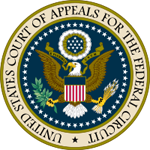 UNITED STATES COURT OF APPEALS FOR THE FEDERAL CIRCUIT